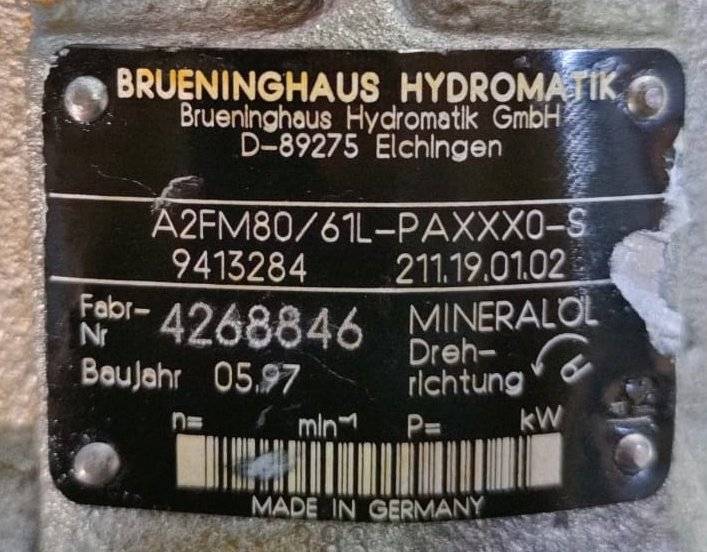 BRUENINGHAUS HYDROMATIK
Brueninghaus Hydromatik GmbH
D-89275 Elchingen
A2FM80/61L-PAXXX0-S
9413284 211.19.01.02
Fabr-Nr 4268846 MINERALÖL
Baujahr 05.97 Dreh-richtung
n= min⁻¹ P= kW
MADE IN GERMANY